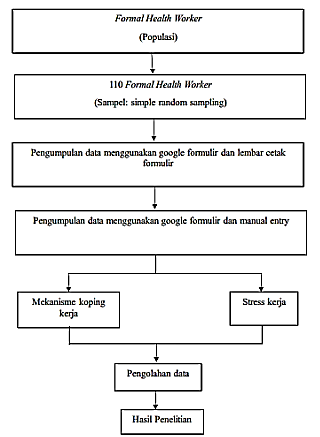 Formal Health Worker
(Populasi)
110 Formal Health Worker
(Sampel: simple random sampling)
Pengumpulan data menggunakan google formulir dan lembar cetak
formulir
Pengumpulan data menggunakan google formulir dan manual entry
Mekanisme koping
kerja
Stress kerja
Pengolahan data
Hasil Penelitian